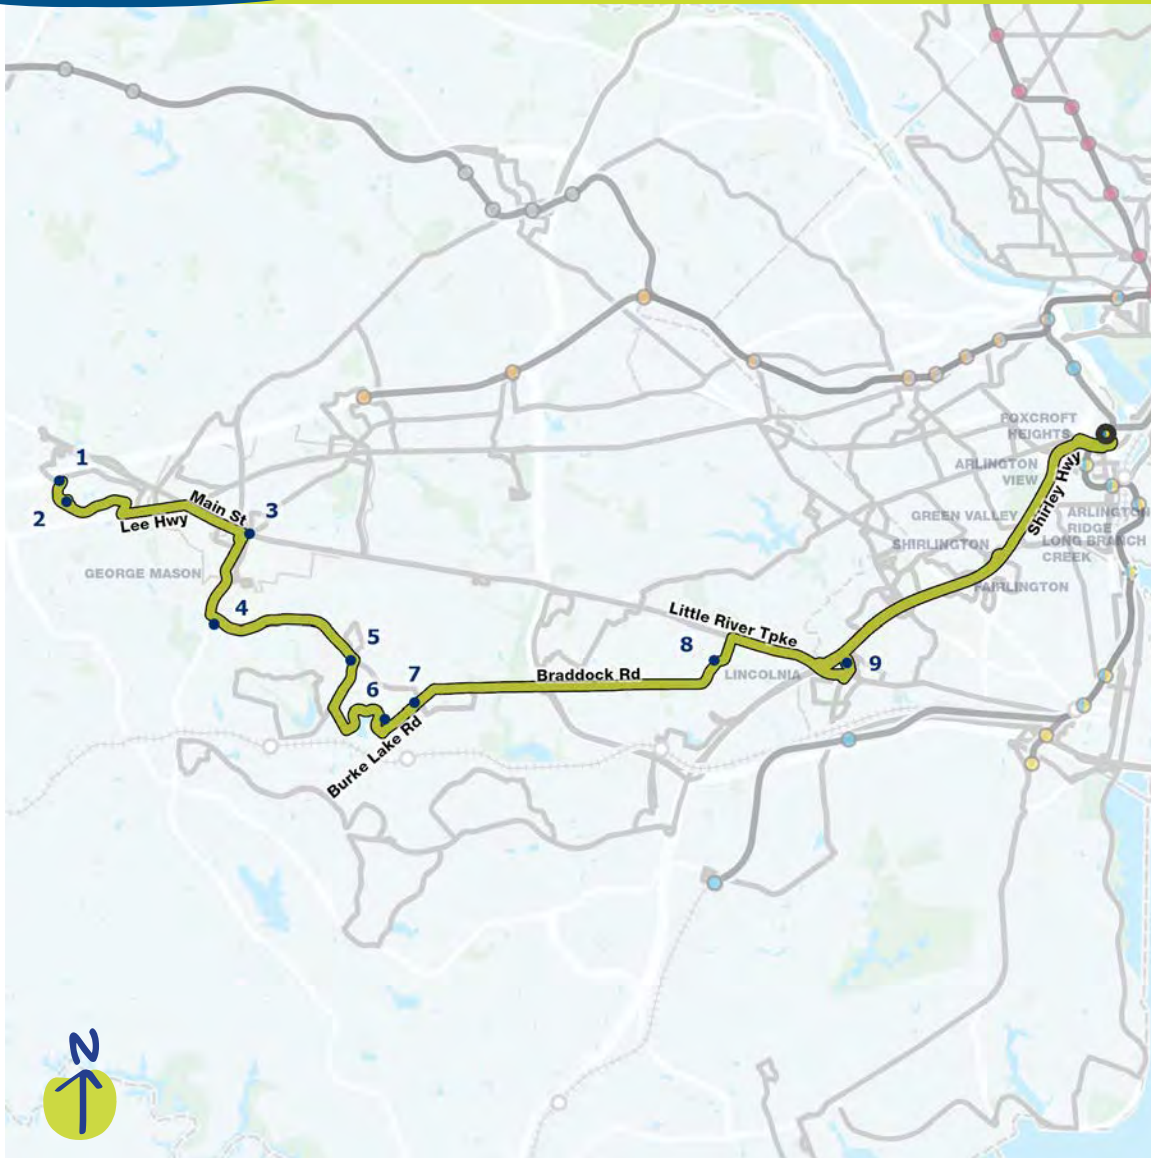 FOXCROFT
HEIGHTS
1
ARLINGTON
VIEW
Shirley Hwy
2
Main St
3
Lee Hwy
GREEN VALLEY
ARLINGTON
RIDGE
SHIRLINGTON
LONG BRANCH
CREEK
GEORGE MASON
FAIRLINGTON
4
Little River Tpke
5
8
9
Braddock Rd
LINCOLNIA
7
6
Burke Lake Rd
N